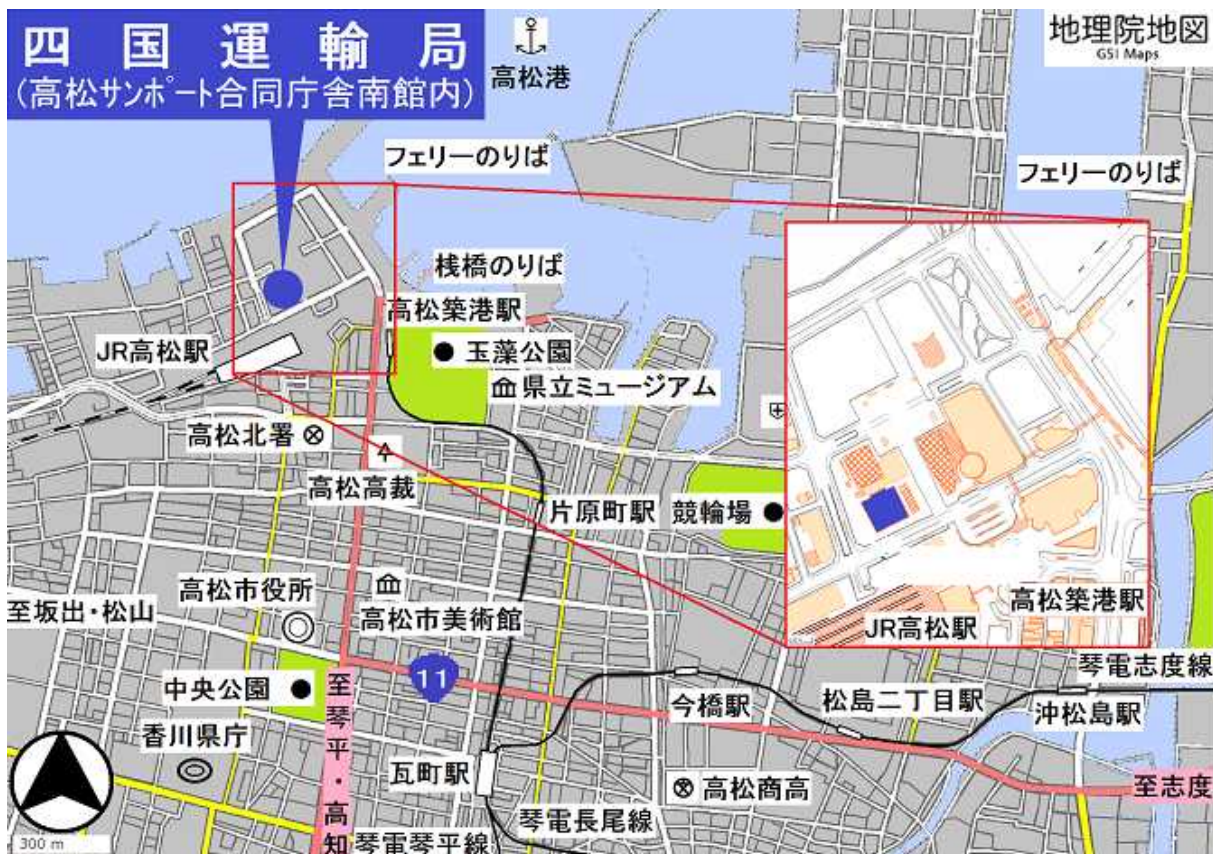 四国運輸局
(高松サンポート合同庁舎南館内)
高松港
地理院地図
GSI Maps
フェリーのりば
フェリーのりば
桟橋のりば
高松築港駅
JR高松駅
玉藻公園
県立ミュージアム
高松北署
高松高裁
片原町駅
競輪場
高松市役所
至坂出・松山
高松市美術館
高松築港駅
JR高松駅
琴電志度線
11
中央公園
至琴平・高知
今橋駅
松島二丁目駅
沖松島駅
香川県庁
瓦町駅
高松商高
至志度
琴電長尾線
琴電琴平線
300 m